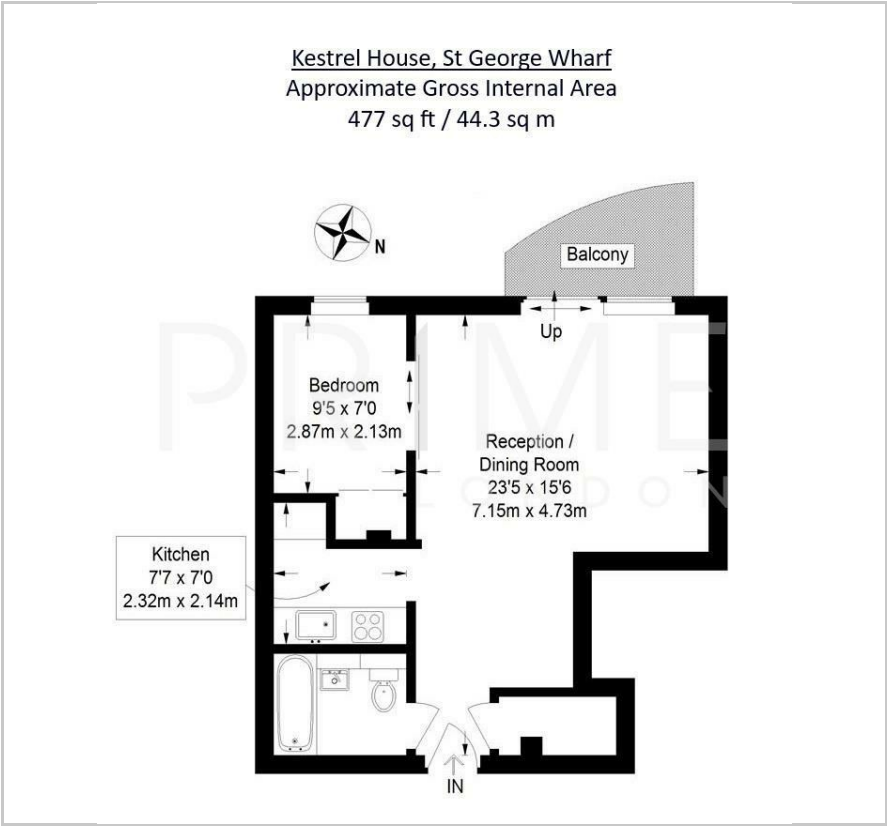 Kestrel House, St George Wharf
Approximate Gross Internal Area
477 sq ft / 44.3 sq m
N
Balcony
Up
Bedroom
9'5 x 7'0
2.87m x 2.13m
Reception /
Dining Room
23'5 x 15'6
7.15m x 4.73m
Kitchen
7'7 x 7'0
2.32m x 2.14m
IN
PRIME
LONDON